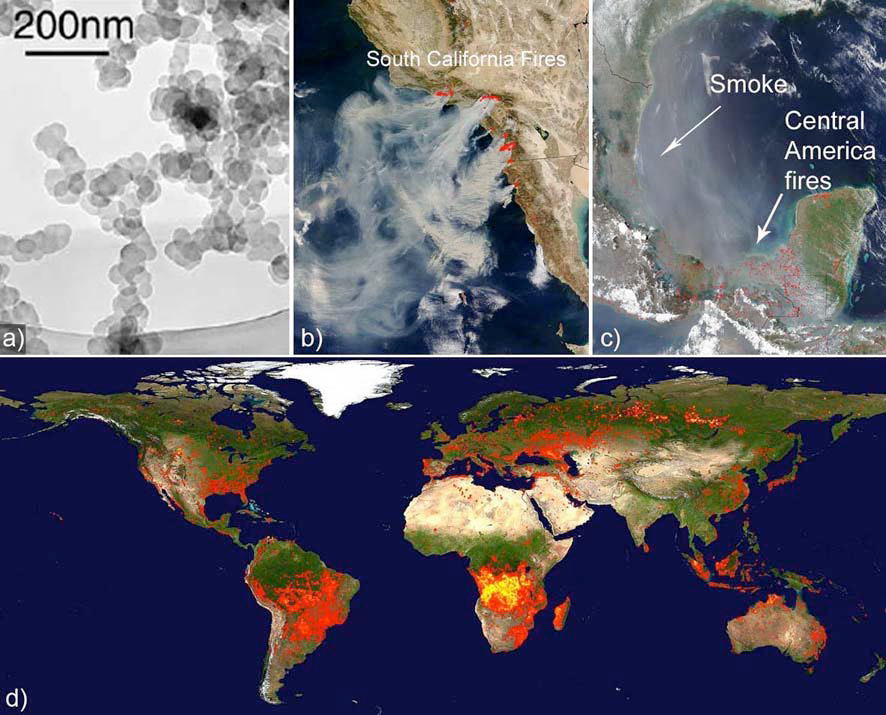 200nm
a)
South California Fires
b)
Smoke
Central
America
fires
c)
d)